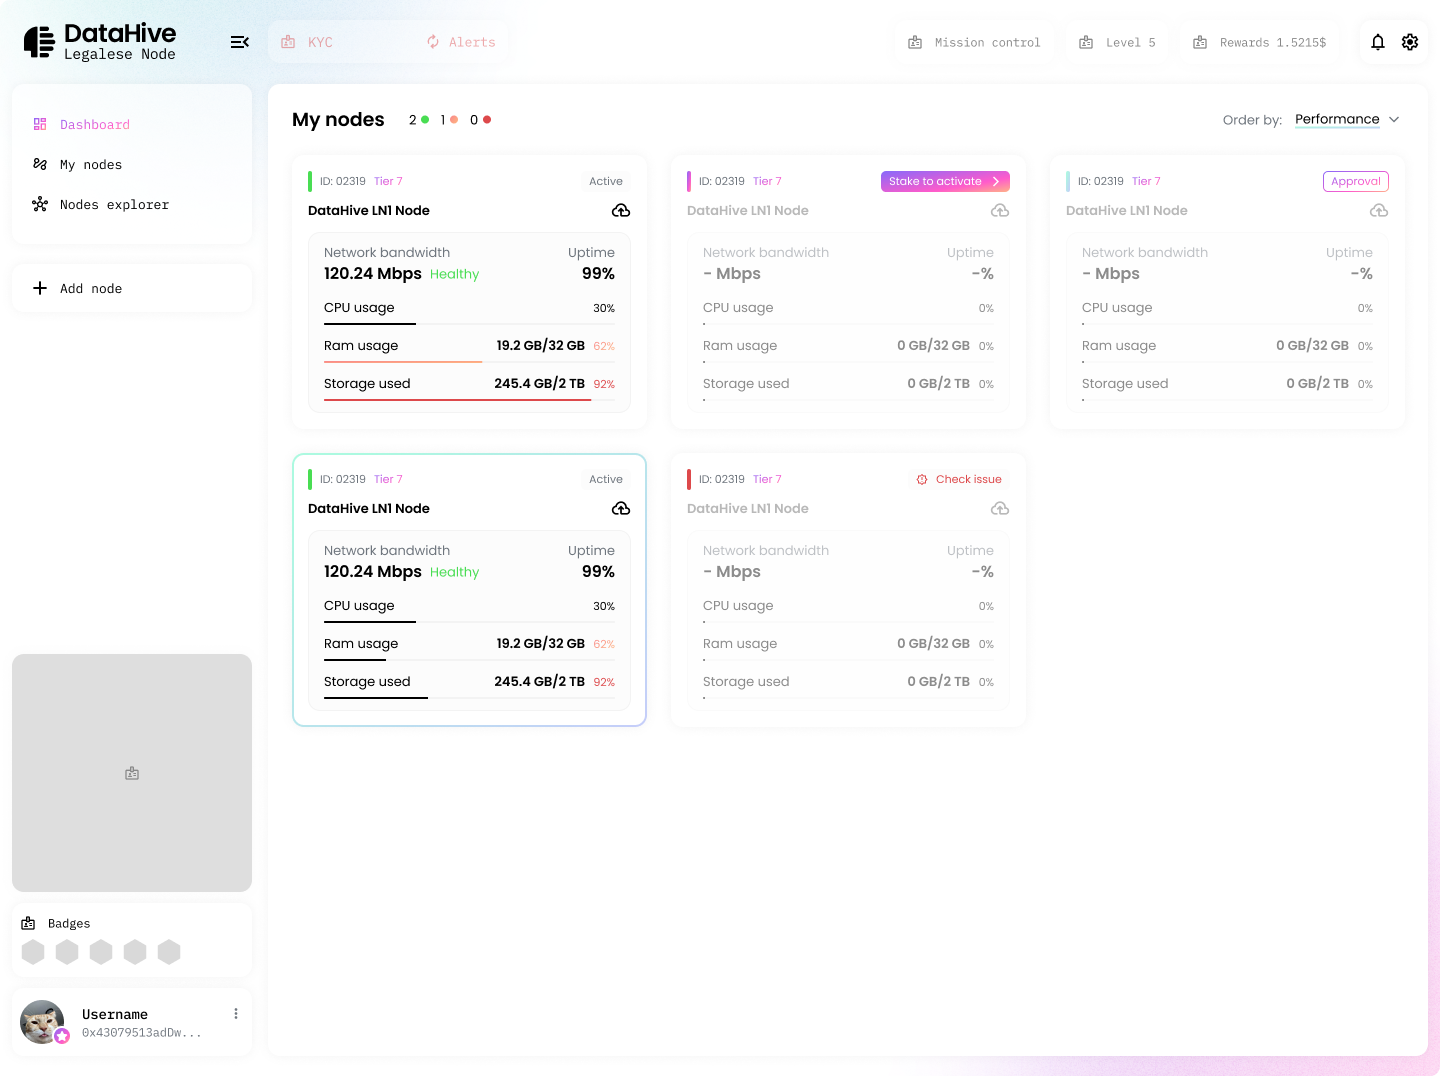 DataHive
Legalese Node
KYC
Alerts
Mission control
Level 5
Rewards 1.5215$
Dashboard
My nodes
Nodes explorer
Add node
Badges
Username
0x43079513adDw...
My nodes
2
1
0
Order by: Performance
ID: 02319 Tier 7 Active
DataHive LN1 Node
Network bandwidth Uptime
120.24 Mbps Healthy 99%
CPU usage 30%
Ram usage 19.2 GB/32 GB 62%
Storage used 245.4 GB/2 TB 92%
ID: 02319 Tier 7 Stake to activate
DataHive LN1 Node
Network bandwidth Uptime
- Mbps -%
CPU usage 0%
Ram usage 0 GB/32 GB 0%
Storage used 0 GB/2 TB 0%
ID: 02319 Tier 7 Approval
DataHive LN1 Node
Network bandwidth Uptime
- Mbps -%
CPU usage 0%
Ram usage 0 GB/32 GB 0%
Storage used 0 GB/2 TB 0%
ID: 02319 Tier 7 Active
DataHive LN1 Node
Network bandwidth Uptime
120.24 Mbps Healthy 99%
CPU usage 30%
Ram usage 19.2 GB/32 GB 62%
Storage used 245.4 GB/2 TB 92%
ID: 02319 Tier 7 Check issue
DataHive LN1 Node
Network bandwidth Uptime
- Mbps -%
CPU usage 0%
Ram usage 0 GB/32 GB 0%
Storage used 0 GB/2 TB 0%